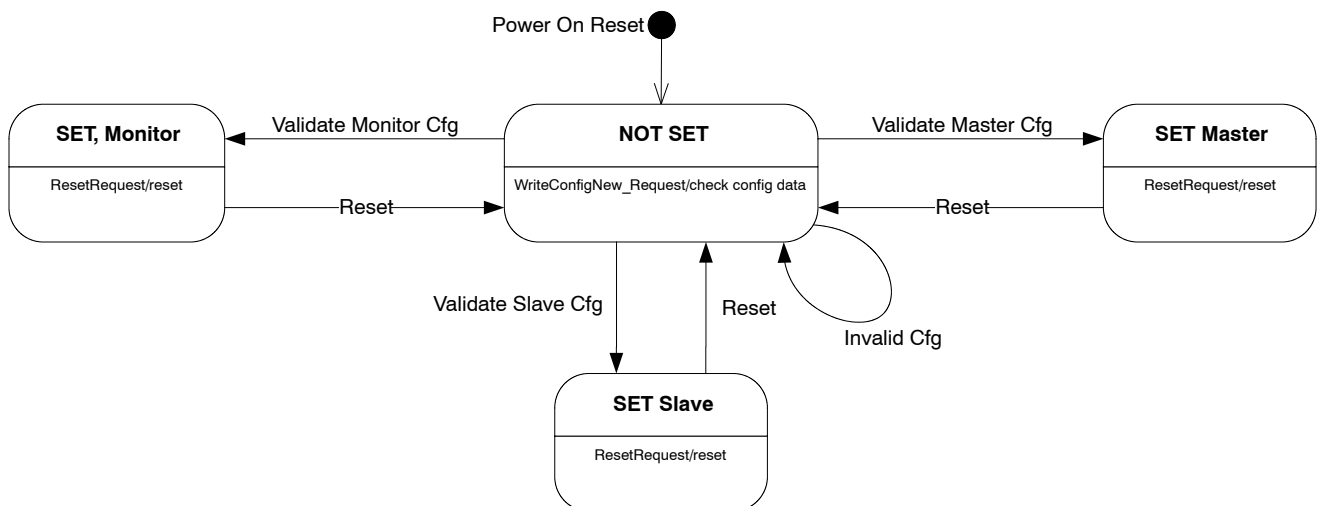 Power On Reset
SET, Monitor
ResetRequest/reset
Validate Monitor Cfg
Reset
NOT SET
WriteConfigNew_Request/check config data
Validate Master Cfg
Reset
SET Master
ResetRequest/reset
Validate Slave Cfg
Reset
Invalid Cfg
SET Slave
ResetRequest/reset